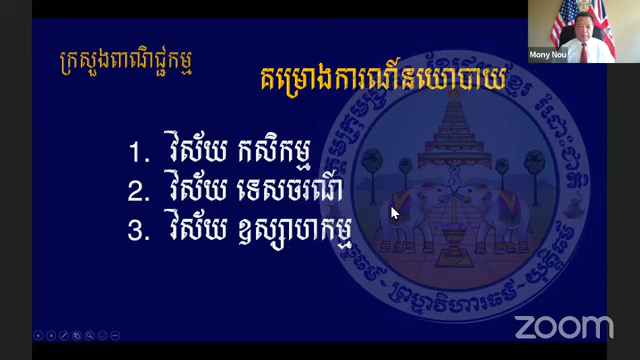 ក្រសួងពាណិជ្ជកម្ម
គម្រោងការណ៍នយោបាយ
1. វិស័យ កសិកម្ម
2. វិស័យ ទេសចរណ៍
3. វិស័យ ឧស្សាហកម្ម
Mony Nou
zoom